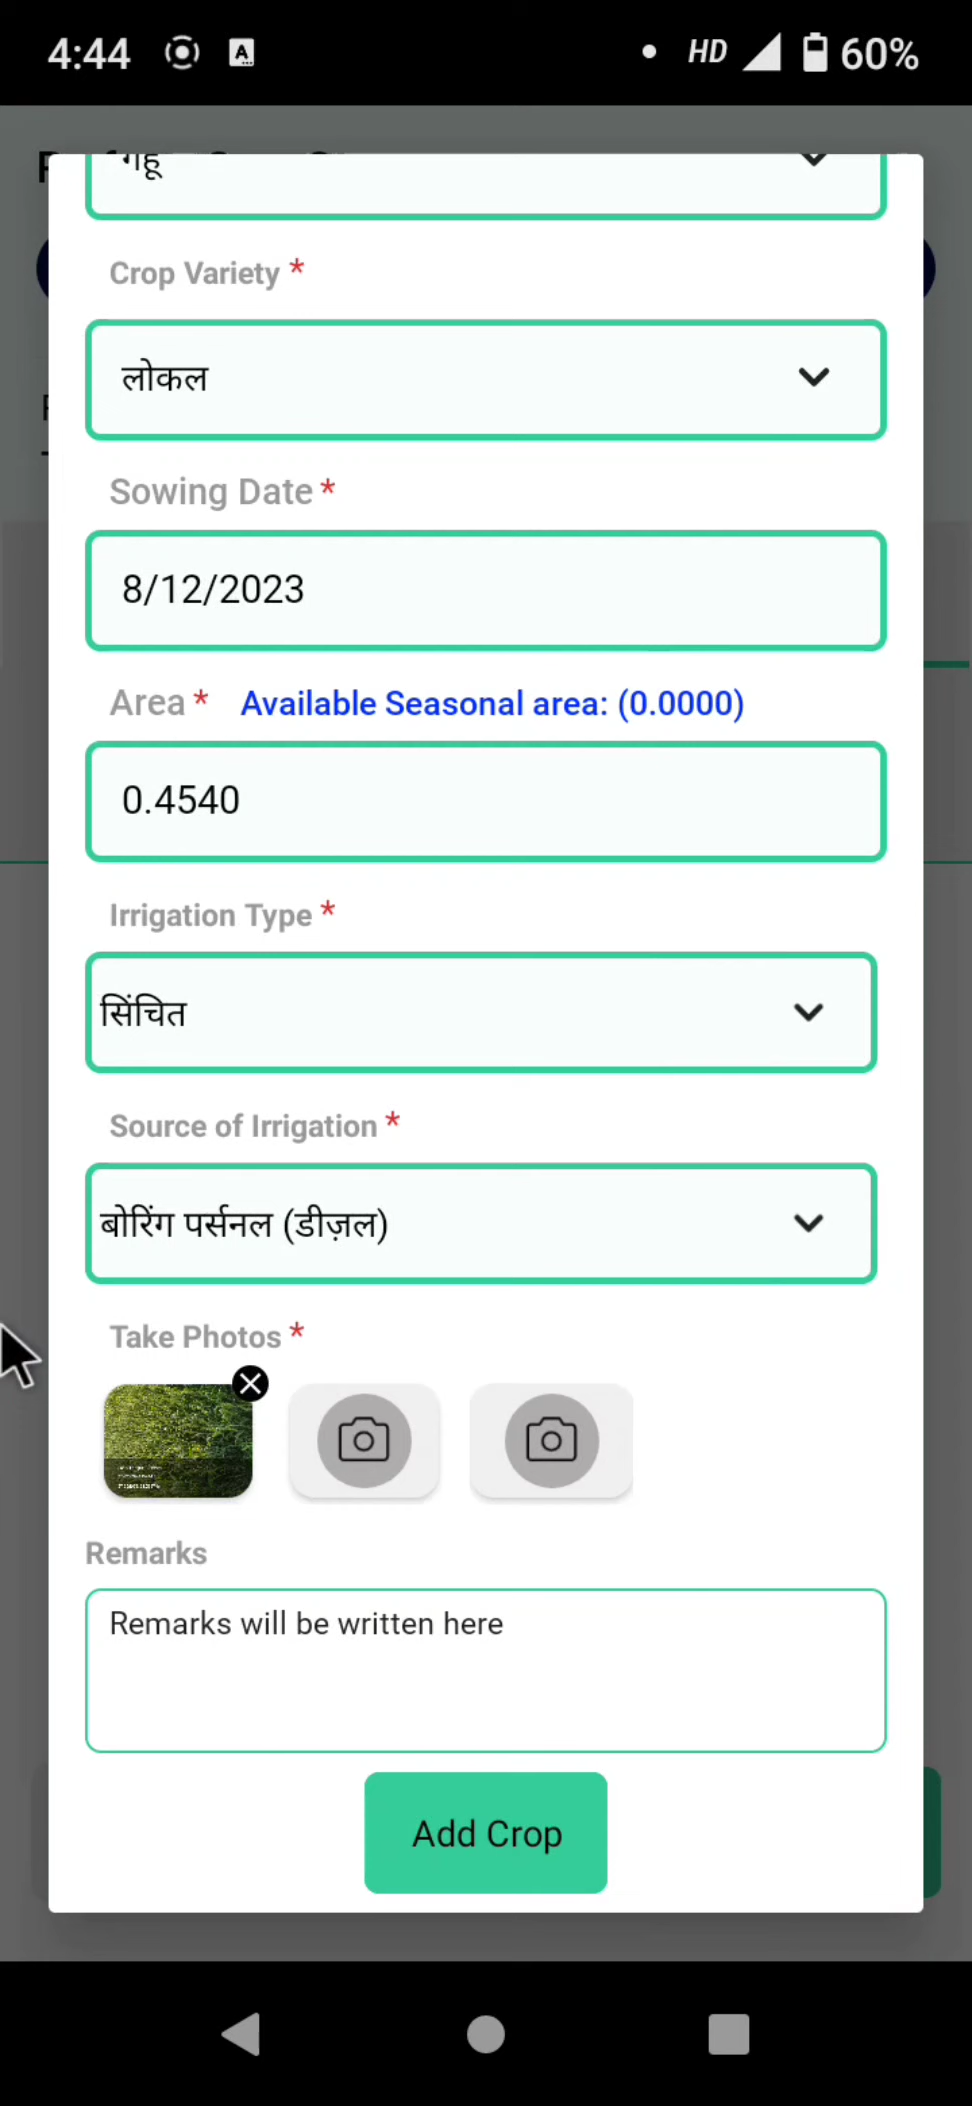 4:44 HD 60%
Crop Variety *
लोकल
Sowing Date *
8/12/2023
Area * Available Seasonal area: (0.0000)
0.4540
Irrigation Type *
सिंचित
Source of Irrigation *
बोरिंग पर्सनल (डीज़ल)
Take Photos *
Remarks
Remarks will be written here
Add Crop